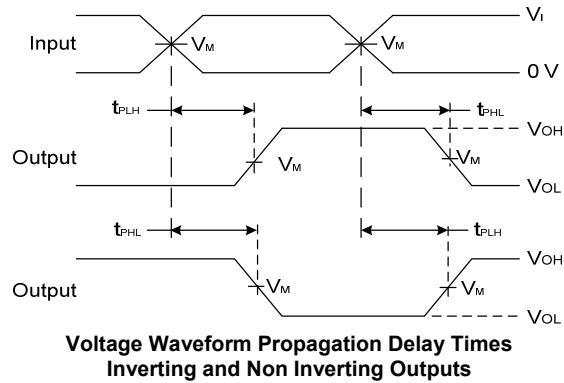 VI
Input
VM
VM
0 V
tPLH
tPHL
VOH
Output
VM
VM
VOL
tPHL
tPLH
VOH
Output
VM
VM
VOL
Voltage Waveform Propagation Delay Times
Inverting and Non Inverting Outputs